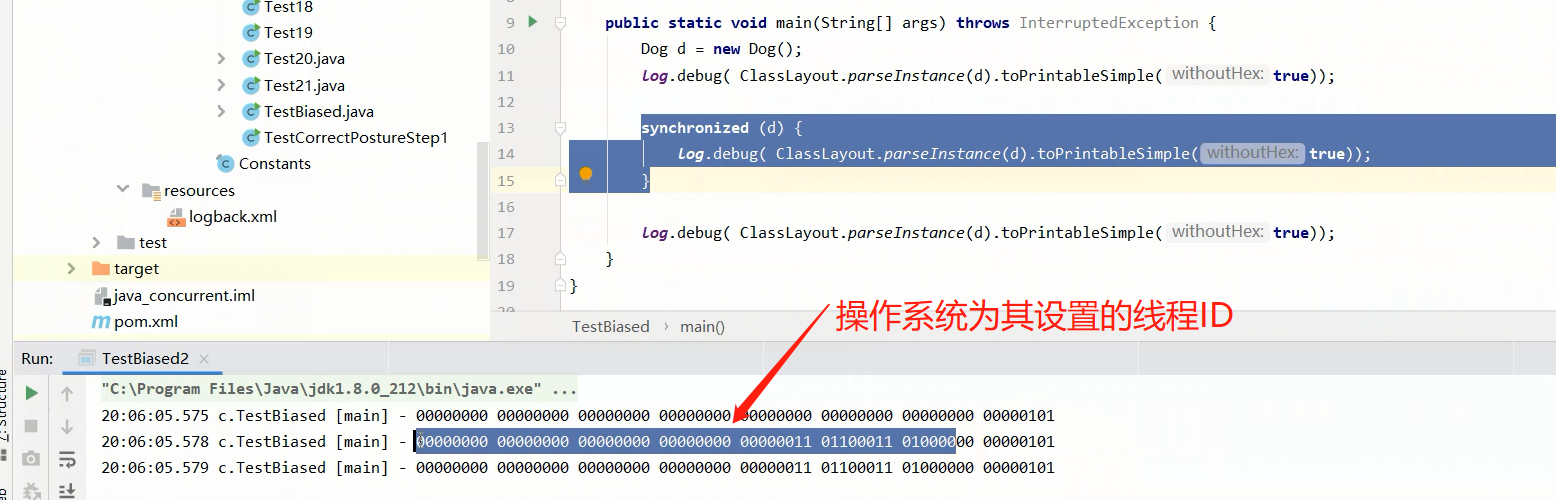 Test18
Test19
Test20.java
Test21.java
TestBiased.java
TestCorrectPostureStep1
Constants
resources
logback.xml
test
target
java_concurrent.iml
pom.xml
9 public static void main(String[] args) throws InterruptedException {
10 Dog d = new Dog();
11 log.debug( ClassLayout.parseInstance(d).toPrintableSimple( withoutHex: true));
12
13 synchronized (d) {
14 log.debug( ClassLayout.parseInstance(d).toPrintableSimple( withoutHex: true));
15 }
16
17 log.debug( ClassLayout.parseInstance(d).toPrintableSimple( withoutHex: true));
18 }
19 }
操作系统为其设置的线程ID
TestBiased › main()
Run: TestBiased2 ×
"C:\Program Files\Java\jdk1.8.0_212\bin\java.exe" ...
20:06:05.575 c.TestBiased [main] - 00000000 00000000 00000000 00000000 00000000 00000000 00000000 00000101
20:06:05.578 c.TestBiased [main] - 00000000 00000000 00000000 00000000 00000011 01100011 01000000 00000101
20:06:05.579 c.TestBiased [main] - 00000000 00000000 00000000 00000000 00000011 01100011 01000000 00000101